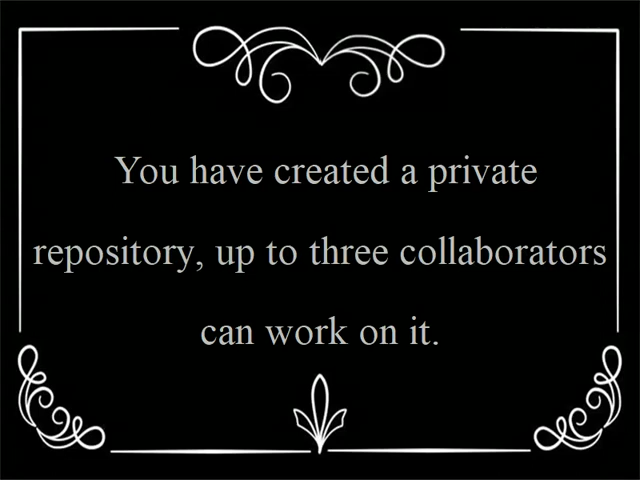 You have created a private
repository, up to three collaborators
can work on it.